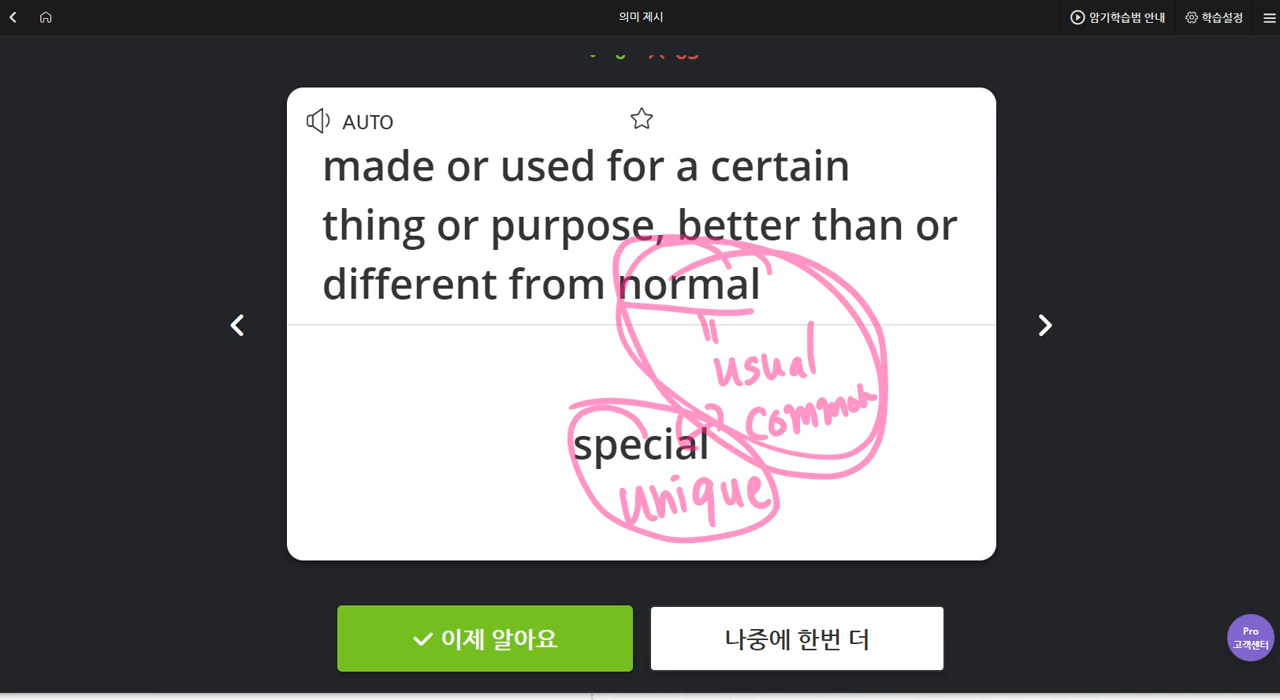 의미 제시
암기학습법 안내
학습설정
AUTO
made or used for a certain
thing or purpose, better than or
different from normal
usual
common
special
unique
이제 알아요
나중에 한번 더
Pro
고객센터